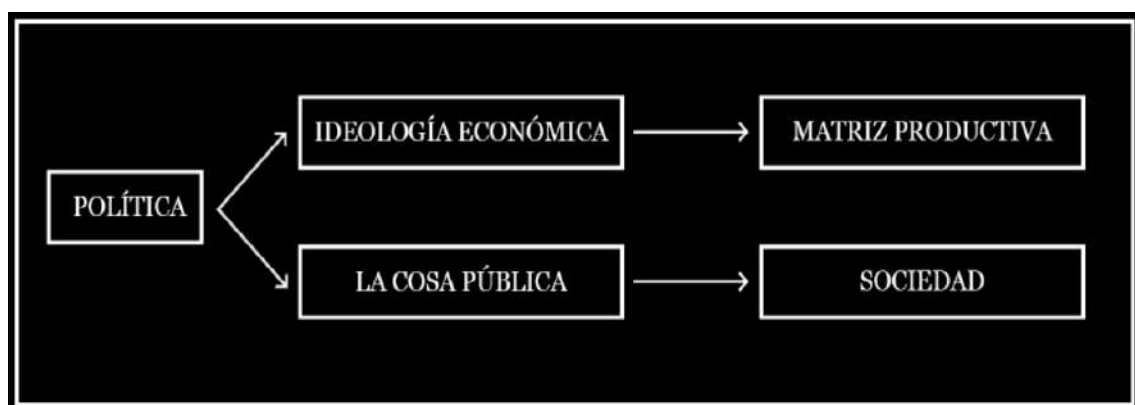 IDEOLOGÍA ECONÓMICA
MATRIZ PRODUCTIVA
POLÍTICA
LA COSA PÚBLICA
SOCIEDAD